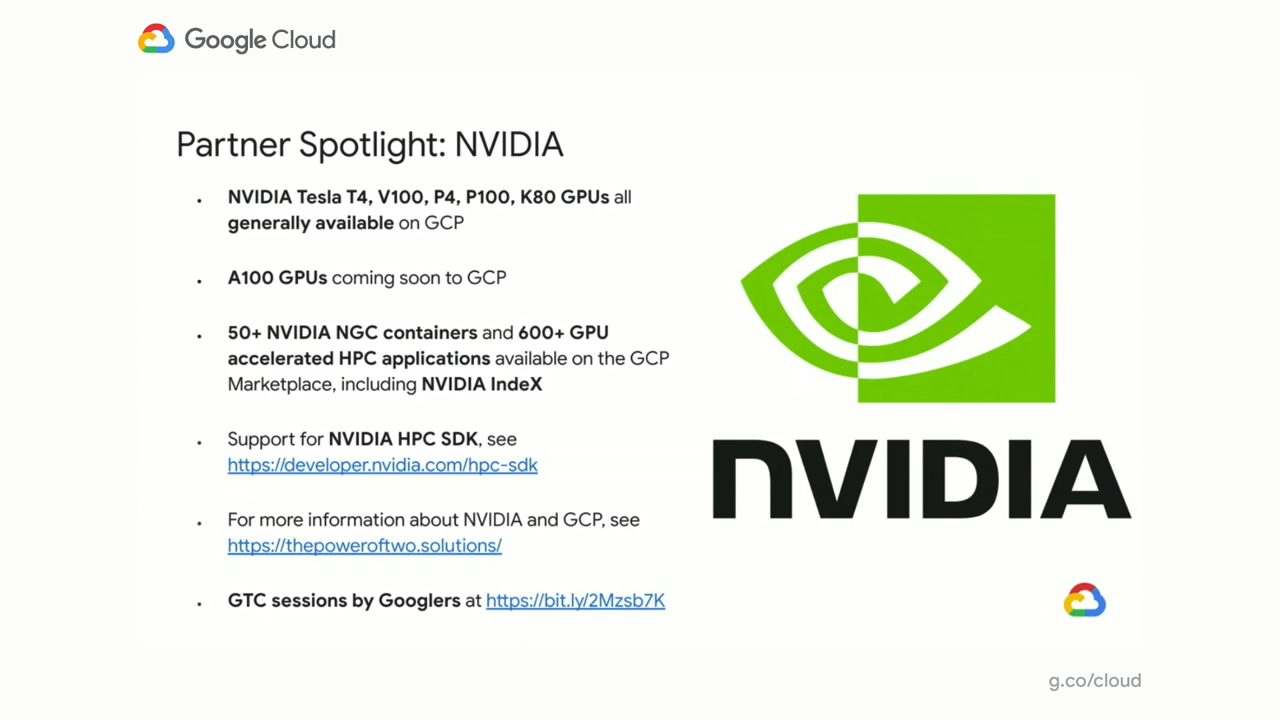 Google Cloud
Partner Spotlight: NVIDIA
• NVIDIA Tesla T4, V100, P4, P100, K80 GPUs all
generally available on GCP
• A100 GPUs coming soon to GCP
• 50+ NVIDIA NGC containers and 600+ GPU
accelerated HPC applications available on the GCP
Marketplace, including NVIDIA IndeX
• Support for NVIDIA HPC SDK, see
https://developer.nvidia.com/hpc-sdk
• For more information about NVIDIA and GCP, see
https://thepoweroftwo.solutions/
• GTC sessions by Googlers at https://bit.ly/2Mzsb7K
NVIDIA
g.co/cloud